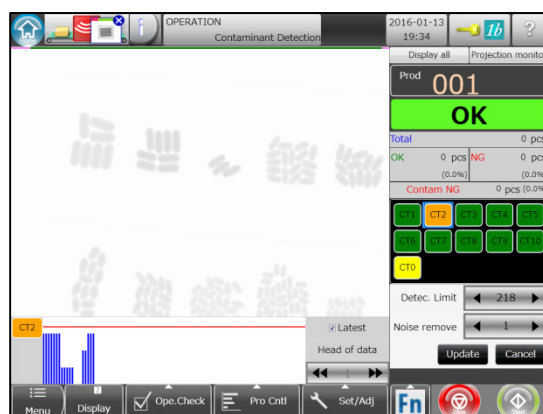 OPERATION
Contaminant Detection
2016-01-13
19:34
1b
?
Display all
Projection monito
Prod
001
OK
Total
0 pcs
OK
0 pcs
(0.0%)
NG
0 pcs
(0.0%)
Contam NG
0 pcs (0.0%
CT1
CT2
CT3
CT4
CT5
CT6
CT7
CT8
CT9
CT10
CT0
Detec. Limit
218
Noise remove
1
Update
Cancel
CT2
Latest
Head of data
1
Menu
2
Display
Ope.Check
Pro Cntl
Set/Adj
Fn